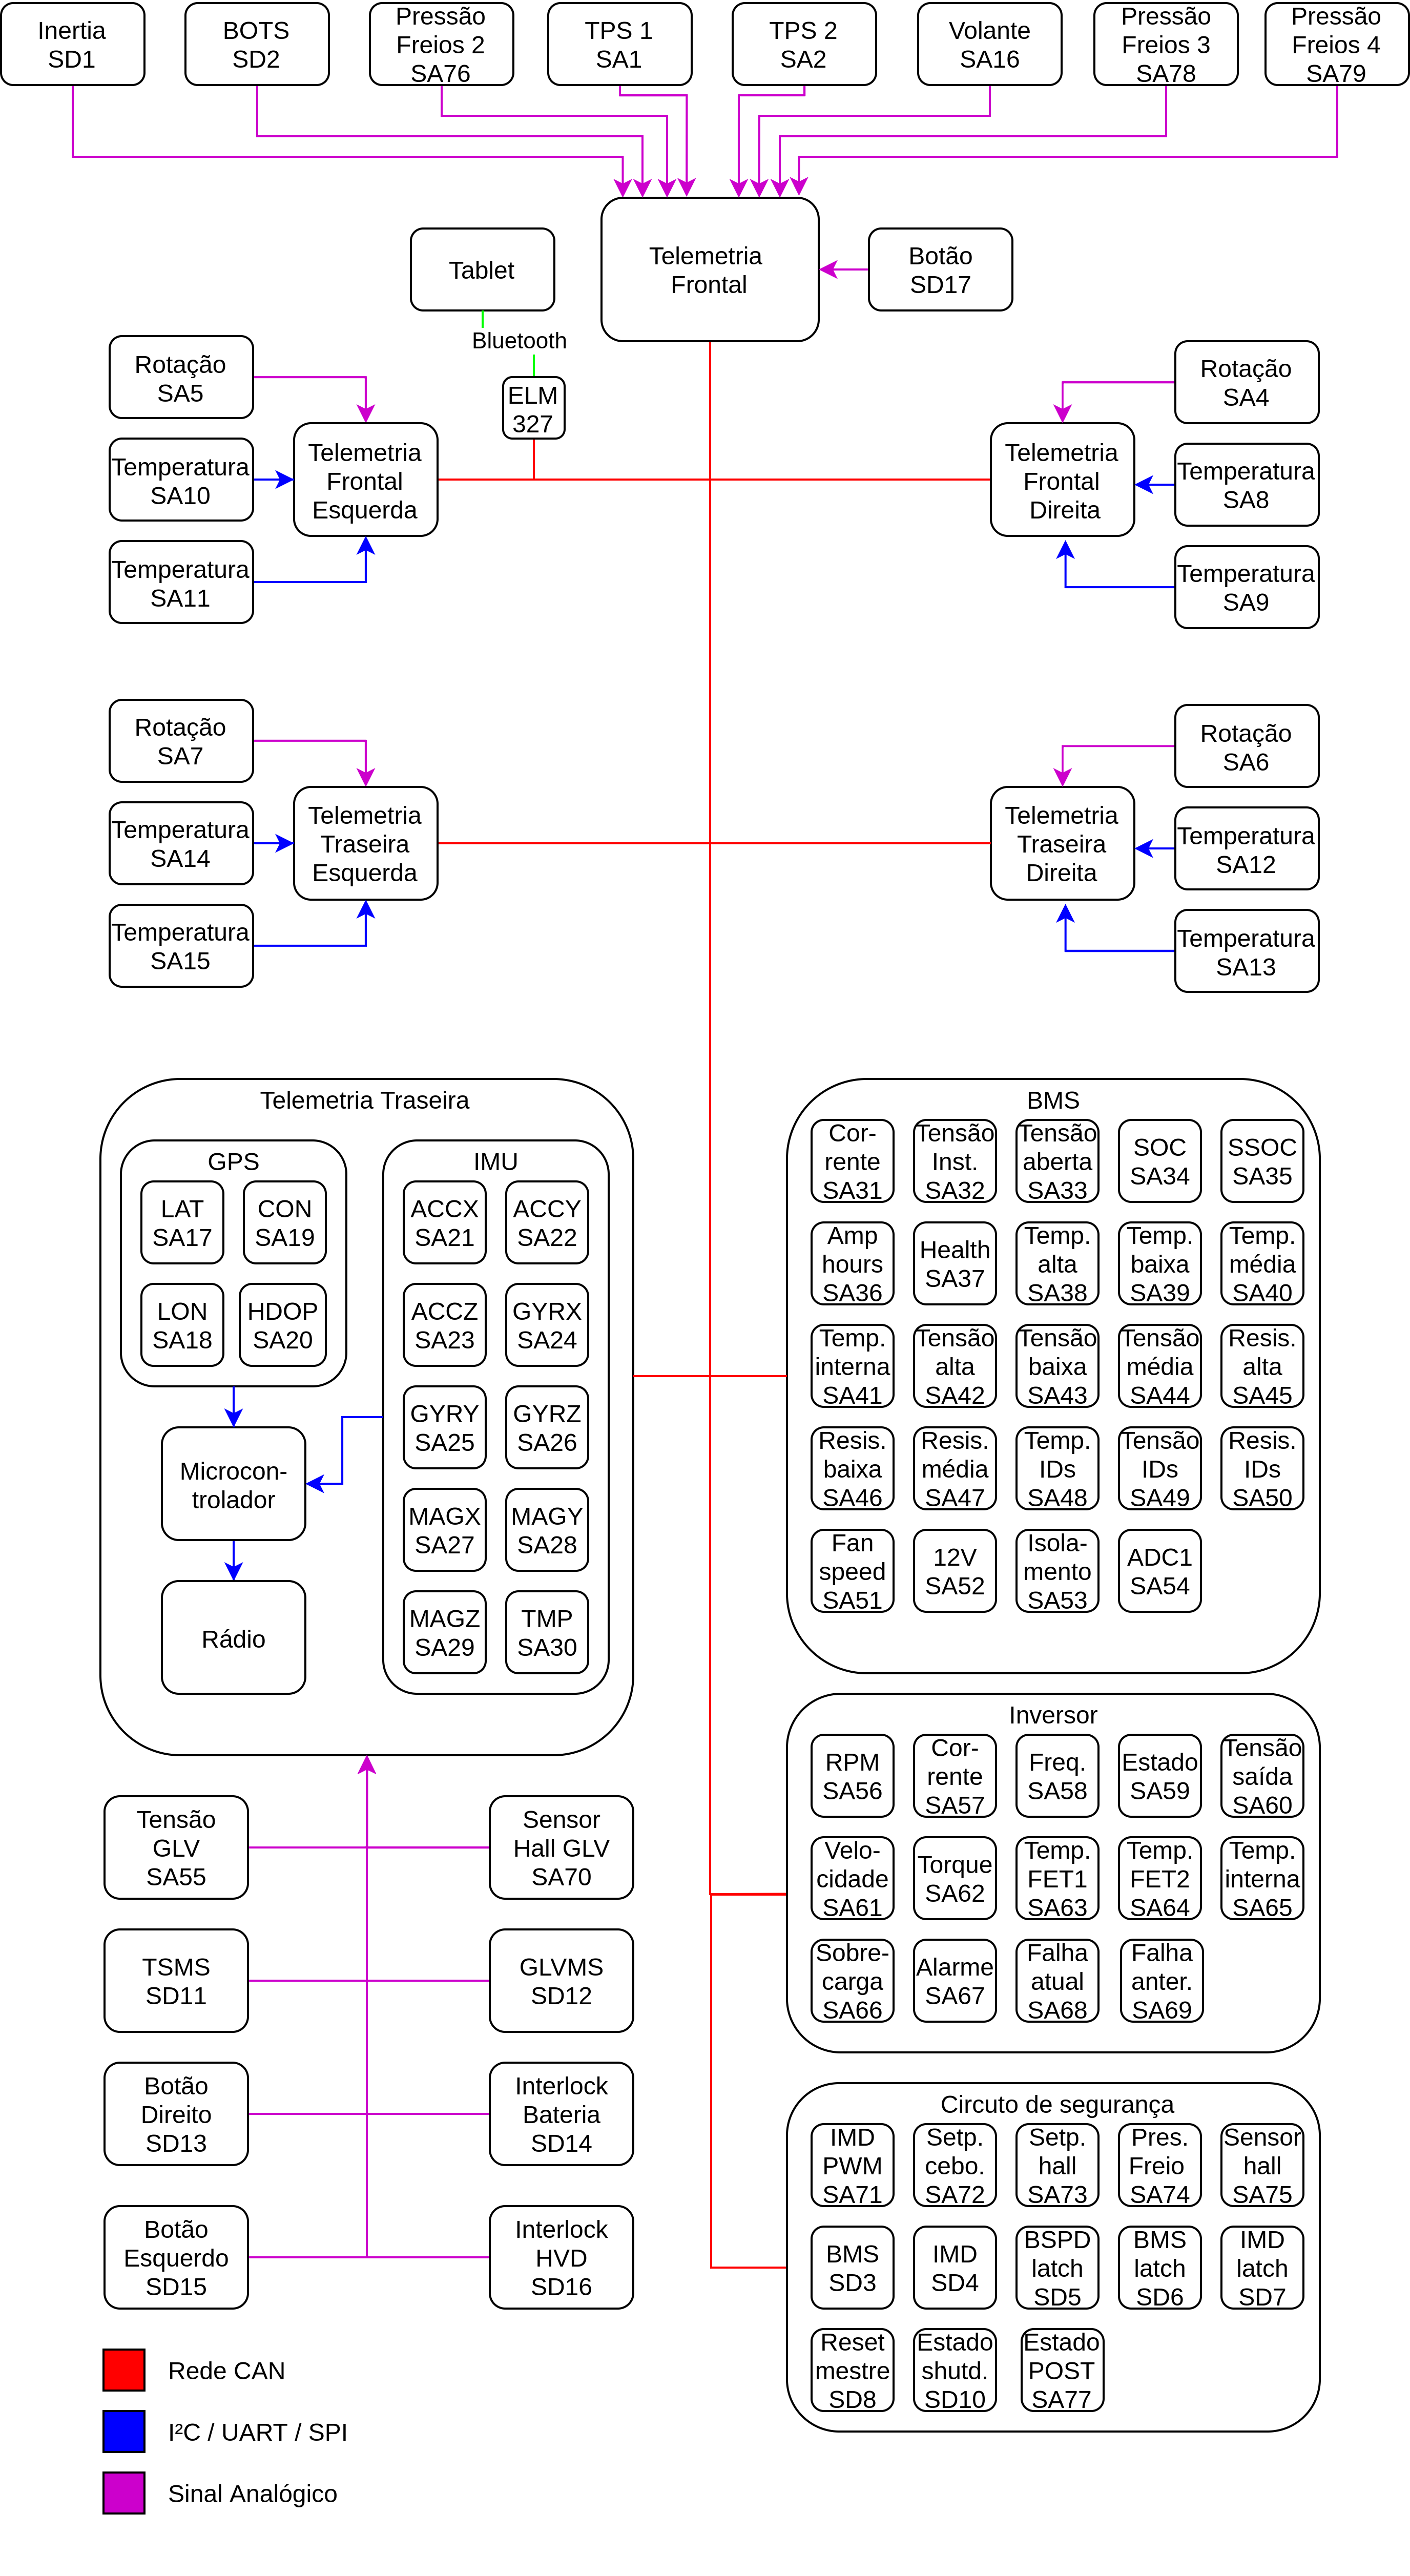 Inertia
SD1
BOTS
SD2
Pressão
Freios 2
SA76
TPS 1
SA1
TPS 2
SA2
Volante
SA16
Pressão
Freios 3
SA78
Pressão
Freios 4
SA79
Tablet
Telemetria
Frontal
Botão
SD17
Bluetooth
ELM
327
Rotação
SA5
Temperatura
SA10
Temperatura
SA11
Telemetria
Frontal
Esquerda
Telemetria
Frontal
Direita
Rotação
SA4
Temperatura
SA8
Temperatura
SA9
Rotação
SA7
Temperatura
SA14
Temperatura
SA15
Telemetria
Traseira
Esquerda
Telemetria
Traseira
Direita
Rotação
SA6
Temperatura
SA12
Temperatura
SA13
Telemetria Traseira
GPS
LAT
SA17
CON
SA19
LON
SA18
HDOP
SA20
Microcon-
trolador
Rádio
IMU
ACCX
SA21
ACCY
SA22
ACCZ
SA23
GYRX
SA24
GYRY
SA25
GYRZ
SA26
MAGX
SA27
MAGY
SA28
MAGZ
SA29
TMP
SA30
BMS
Cor-
rente
SA31
Tensão
Inst.
SA32
Tensão
aberta
SA33
SOC
SA34
SSOC
SA35
Amp
hours
SA36
Health
SA37
Temp.
alta
SA38
Temp.
baixa
SA39
Temp.
média
SA40
Temp.
interna
SA41
Tensão
alta
SA42
Tensão
baixa
SA43
Tensão
média
SA44
Resis.
alta
SA45
Resis.
baixa
SA46
Resis.
média
SA47
Temp.
IDs
SA48
Tensão
IDs
SA49
Resis.
IDs
SA50
Fan
speed
SA51
12V
SA52
Isola-
mento
SA53
ADC1
SA54
Inversor
RPM
SA56
Cor-
rente
SA57
Freq.
SA58
Estado
SA59
Tensão
saída
SA60
Velo-
cidade
SA61
Torque
SA62
Temp.
FET1
SA63
Temp.
FET2
SA64
Temp.
interna
SA65
Sobre-
carga
SA66
Alarme
SA67
Falha
atual
SA68
Falha
anter.
SA69
Tensão
GLV
SA55
Sensor
Hall GLV
SA70
TSMS
SD11
GLVMS
SD12
Botão
Direito
SD13
Interlock
Bateria
SD14
Botão
Esquerdo
SD15
Interlock
HVD
SD16
Circuto de segurança
IMD
PWM
SA71
Setp.
cebo.
SA72
Setp.
hall
SA73
Pres.
Freio
SA74
Sensor
hall
SA75
BMS
SD3
IMD
SD4
BSPD
latch
SD5
BMS
latch
SD6
IMD
latch
SD7
Reset
mestre
SD8
Estado
shutd.
SD10
Estado
POST
SA77
Rede CAN
I²C / UART / SPI
Sinal Analógico